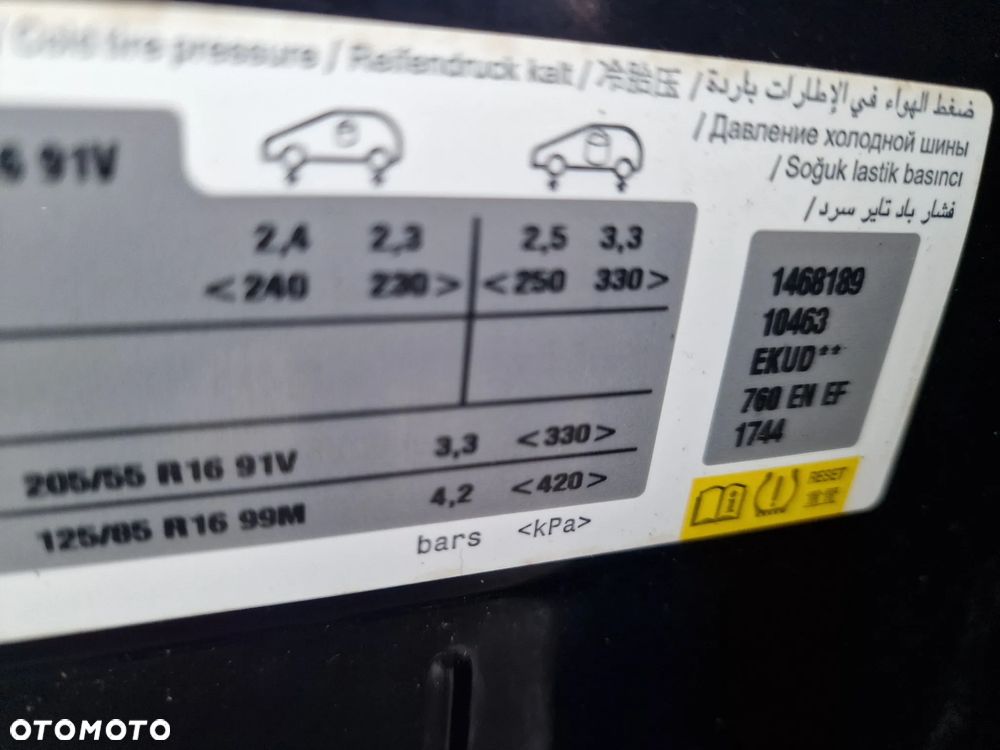 / Cold tire pressure / Reifendruck kalt / 冷胎压 / ضغط الهواء في الإطارات باردة
/ Давление холодной шины
/ Soğuk lastik basıncı
/ فشار باد تایر سرد
6 91V
2,4 2,3 2,5 3,3
<240 230> <250 330>
205/55 R16 91V 3,3 <330>
125/85 R16 99M 4,2 <420>
bars <kPa>
1468189
10463
EKUD**
760 EN EF
1744
RESET
OTOMOTO